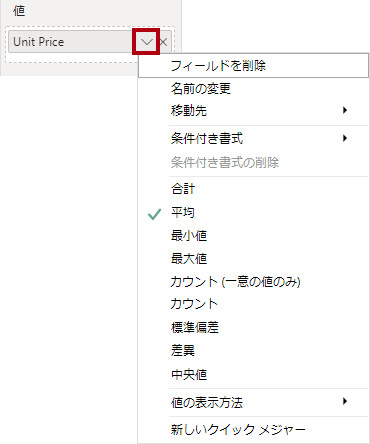 値
Unit Price
フィールドを削除
名前の変更
移動先
条件付き書式
条件付き書式の削除
合計
平均
最小値
最大値
カウント (一意の値のみ)
カウント
標準偏差
差異
中央値
値の表示方法
新しいクイック メジャー